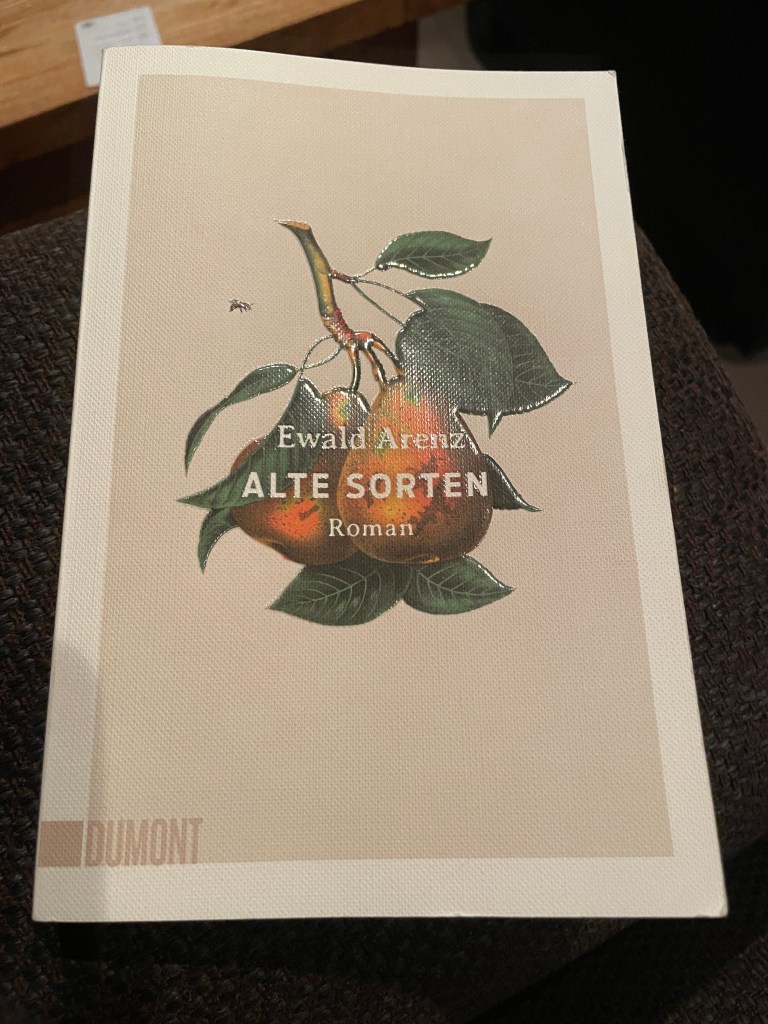 Ewald Arenz
ALTE SORTEN
Roman
DUMONT